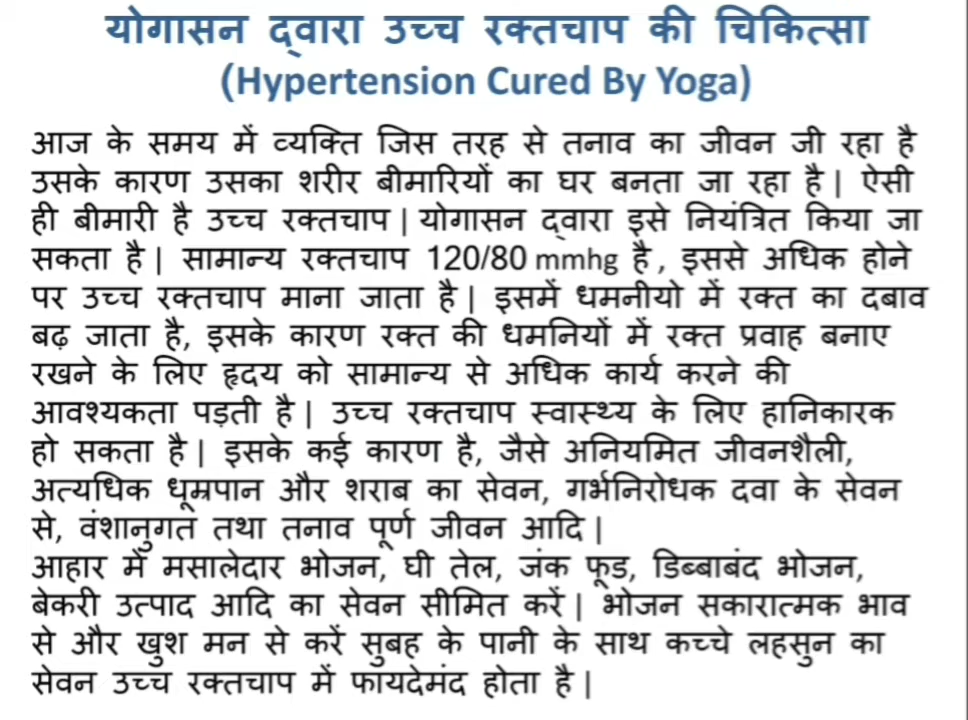 योगासन द्वारा उच्च रक्तचाप की चिकित्सा
(Hypertension Cured By Yoga)
आज के समय में व्यक्ति जिस तरह से तनाव का जीवन जी रहा है
उसके कारण उसका शरीर बीमारियों का घर बनता जा रहा है| ऐसी
ही बीमारी है उच्च रक्तचाप|योगासन द्वारा इसे नियंत्रित किया जा
सकता है| सामान्य रक्तचाप 120/80 mmhg है, इससे अधिक होने
पर उच्च रक्तचाप माना जाता है| इसमें धमनीयो में रक्त का दबाव
बढ़ जाता है, इसके कारण रक्त की धमनियों में रक्त प्रवाह बनाए
रखने के लिए हृदय को सामान्य से अधिक कार्य करने की
आवश्यकता पड़ती है| उच्च रक्तचाप स्वास्थ्य के लिए हानिकारक
हो सकता है| इसके कई कारण है, जैसे अनियमित जीवनशैली,
अत्यधिक धूम्रपान और शराब का सेवन, गर्भनिरोधक दवा के सेवन
से, वंशानुगत तथा तनाव पूर्ण जीवन आदि|
आहार में मसालेदार भोजन, घी तेल, जंक फूड, डिब्बाबंद भोजन,
बेकरी उत्पाद आदि का सेवन सीमित करें| भोजन सकारात्मक भाव
से और खुश मन से करें सुबह के पानी के साथ कच्चे लहसुन का
सेवन उच्च रक्तचाप में फायदेमंद होता है|